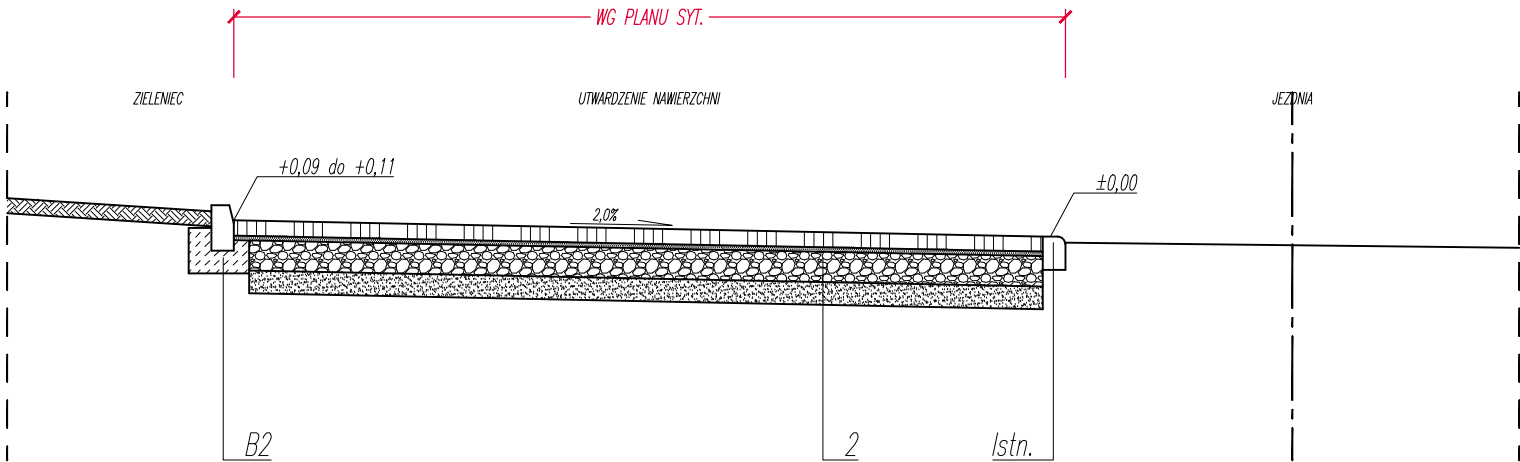 WG PLANU SYT.
ZIELENIEC
UTWARDZENIE NAWIERZCHNI
JEZDNIA
+0,09 do +0,11
2,0%
±0,00
B2
2
Istn.